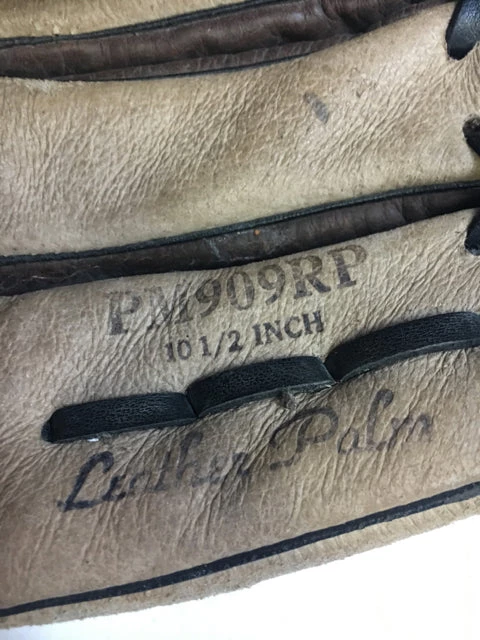 PM909RP
10 1/2 INCH
Leather Palm